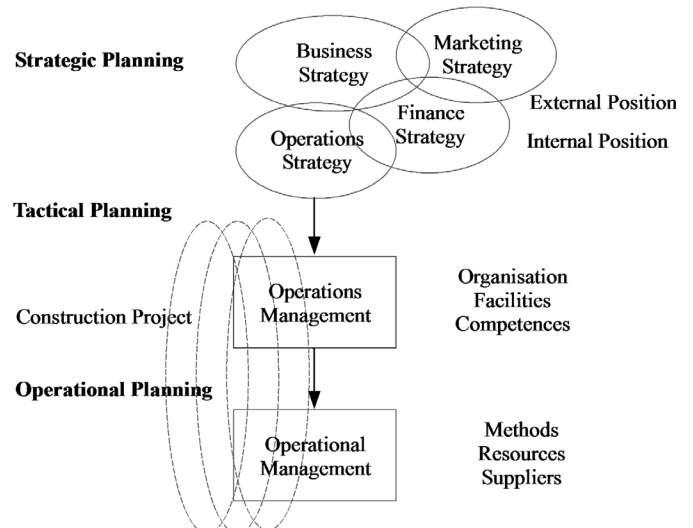 Strategic Planning
Business
Strategy
Marketing
Strategy
Finance
Strategy
External Position
Internal Position
Operations
Strategy
Tactical Planning
Operations
Management
Organisation
Facilities
Competences
Construction Project
Operational Planning
Operational
Management
Methods
Resources
Suppliers